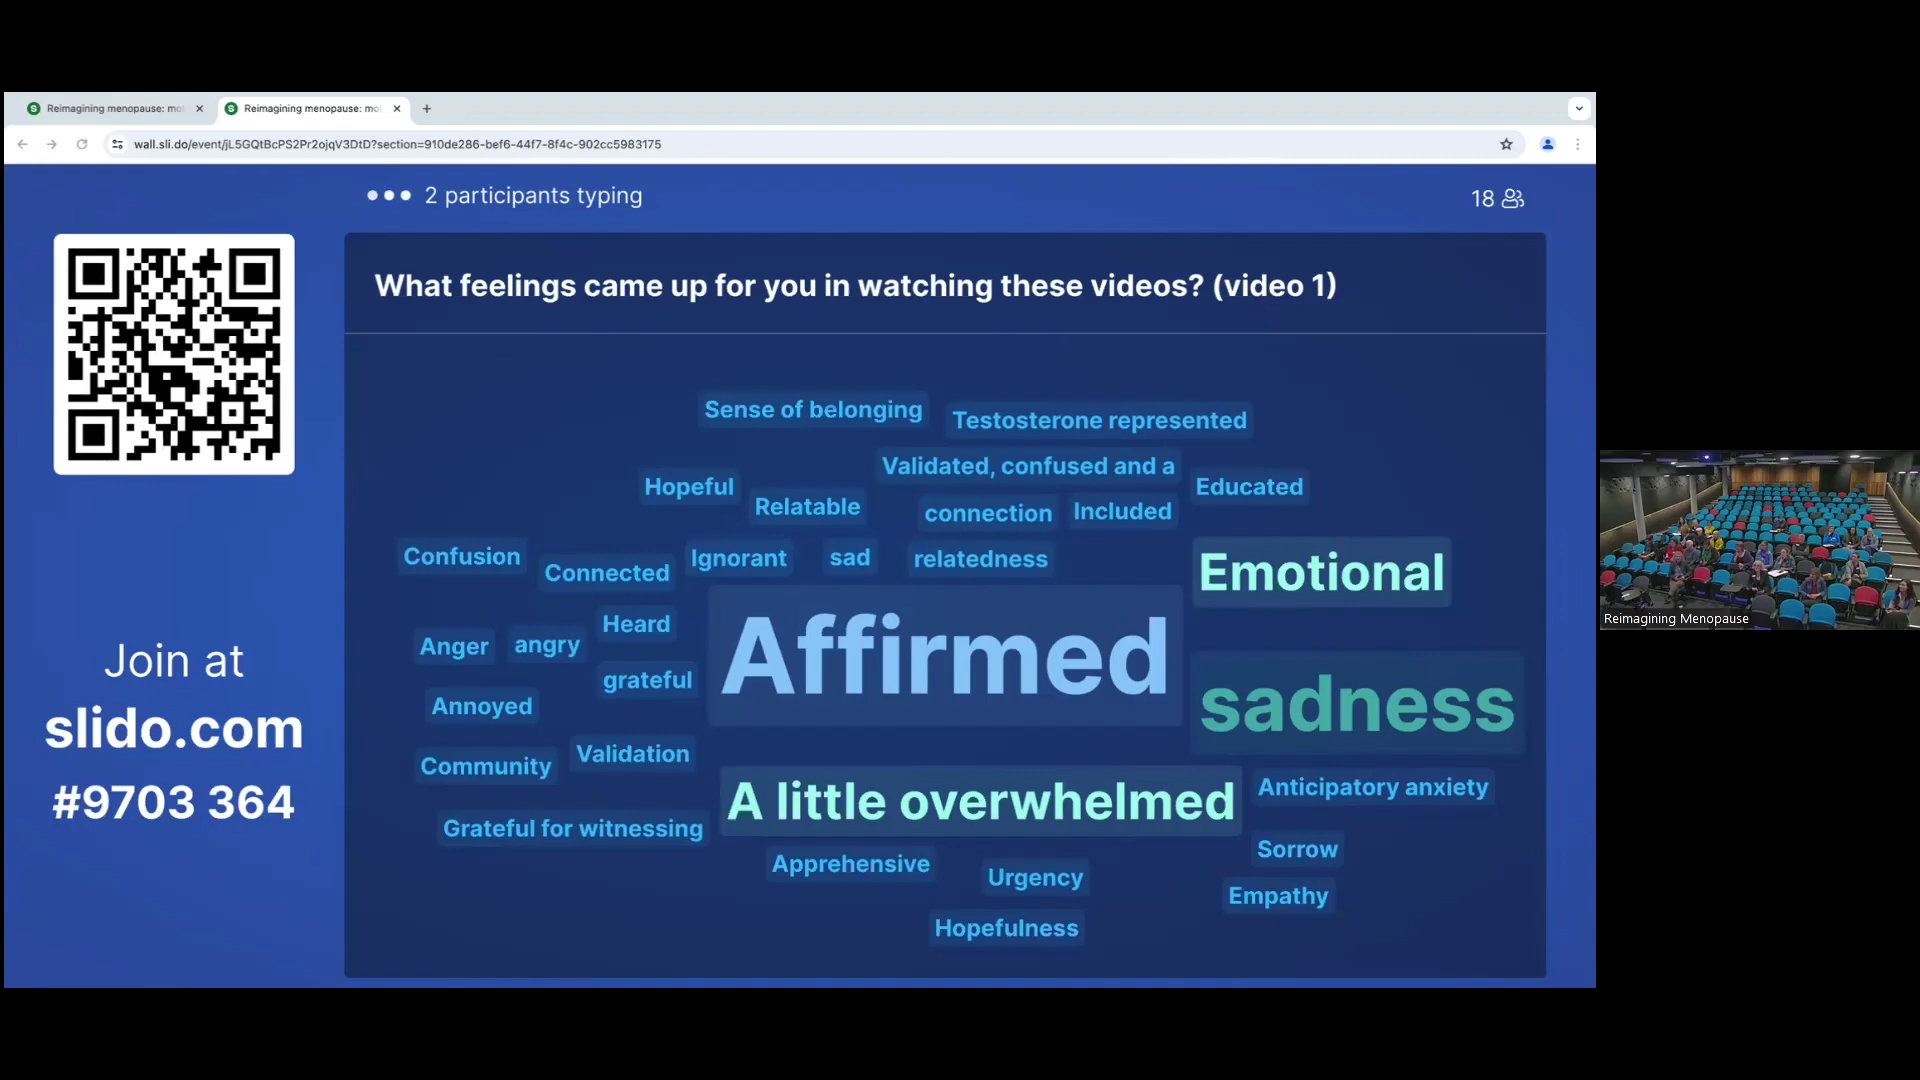 Reimagining menopause: mo
Reimagining menopause: mo
wall.sli.do/event/jL5GQtBcPS2Pr2ojqV3DtD?section=910de286-bef6-44f7-8f4c-902cc5983175
2 participants typing
18
What feelings came up for you in watching these videos? (video 1)
Sense of belonging
Testosterone represented
Validated, confused and a
Hopeful
Relatable
Educated
connection
Included
Confusion
Connected
Ignorant
sad
relatedness
Emotional
Heard
Anger
angry
Affirmed
grateful
Annoyed
sadness
Community
Validation
A little overwhelmed
Anticipatory anxiety
Grateful for witnessing
Apprehensive
Urgency
Sorrow
Empathy
Hopefulness
Join at
slido.com
#9703 364
Reimagining Menopause